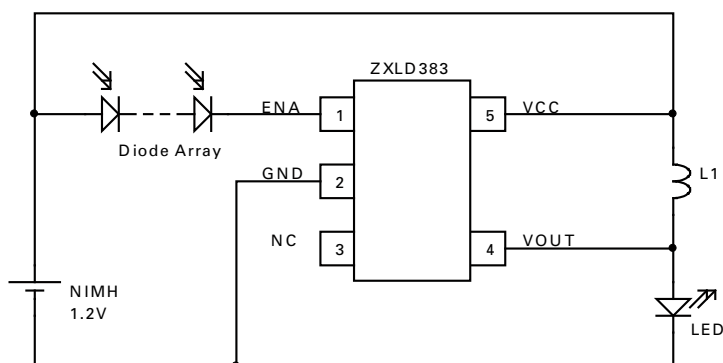 ZXLD383
ENA
1
5
VCC
Diode Array
GND
2
L1
NC
3
4
VOUT
NIMH
1.2V
LED